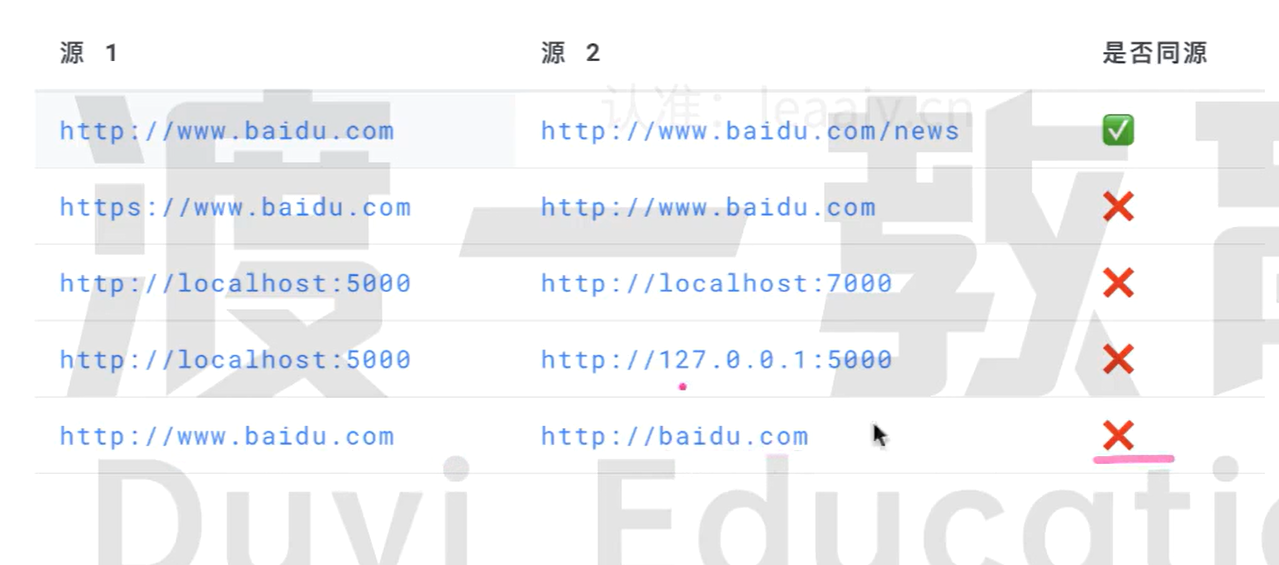 源 1 源 2 是否同源
认准：leaaiv.cn
http://www.baidu.com http://www.baidu.com/news ✅
https://www.baidu.com http://www.baidu.com ❌
http://localhost:5000 http://localhost:7000 ❌
http://localhost:5000 http://127.0.0.1:5000 ❌
http://www.baidu.com http://baidu.com ❌
渡一教
Duyi Educati